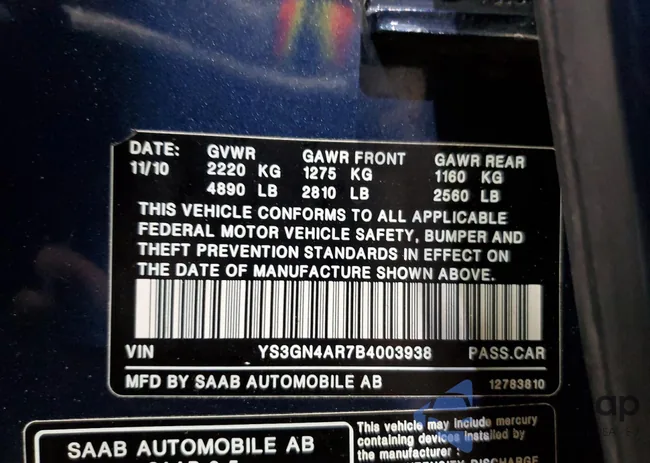 DATE: GVWR GAWR FRONT GAWR REAR
11/10 2220 KG 1275 KG 1160 KG
4890 LB 2810 LB 2560 LB
THIS VEHICLE CONFORMS TO ALL APPLICABLE
FEDERAL MOTOR VEHICLE SAFETY, BUMPER AND
THEFT PREVENTION STANDARDS IN EFFECT ON
THE DATE OF MANUFACTURE SHOWN ABOVE.
VIN YS3GN4AR7B4003938 PASS.CAR
MFD BY SAAB AUTOMOBILE AB 12783810
SAAB AUTOMOBILE AB
This vehicle may include mercury
containing devices installed by
the manufacturer:
DISCHARGE